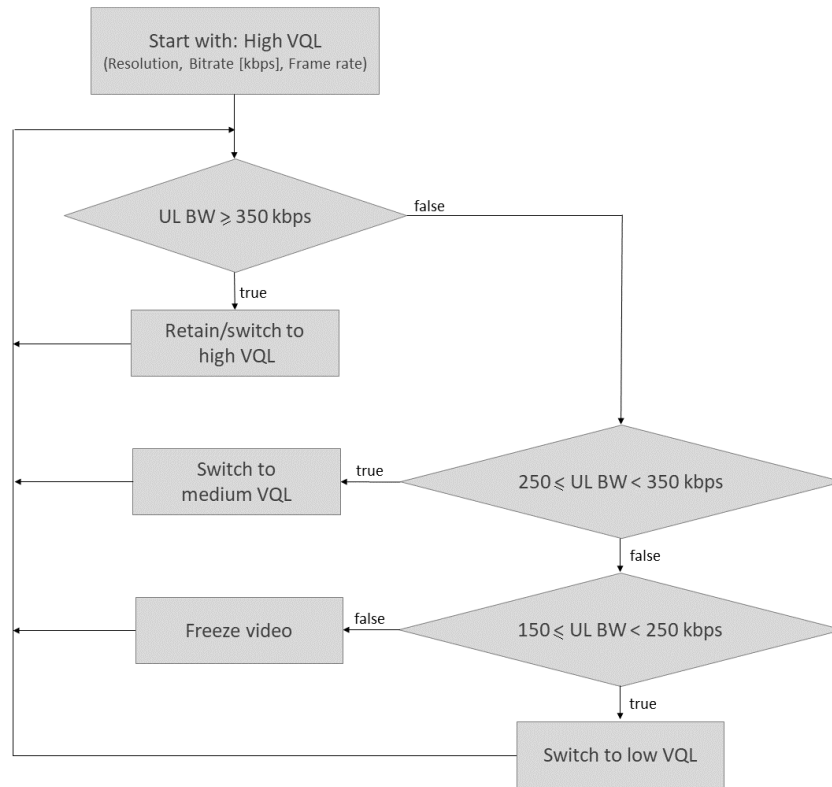 Start with: High VQL
(Resolution, Bitrate [kbps], Frame rate)
UL BW ⩾ 350 kbps
false
true
Retain/switch to
high VQL
Switch to
medium VQL
true
250 ⩽ UL BW < 350 kbps
false
Freeze video
false
150 ⩽ UL BW < 250 kbps
true
Switch to low VQL